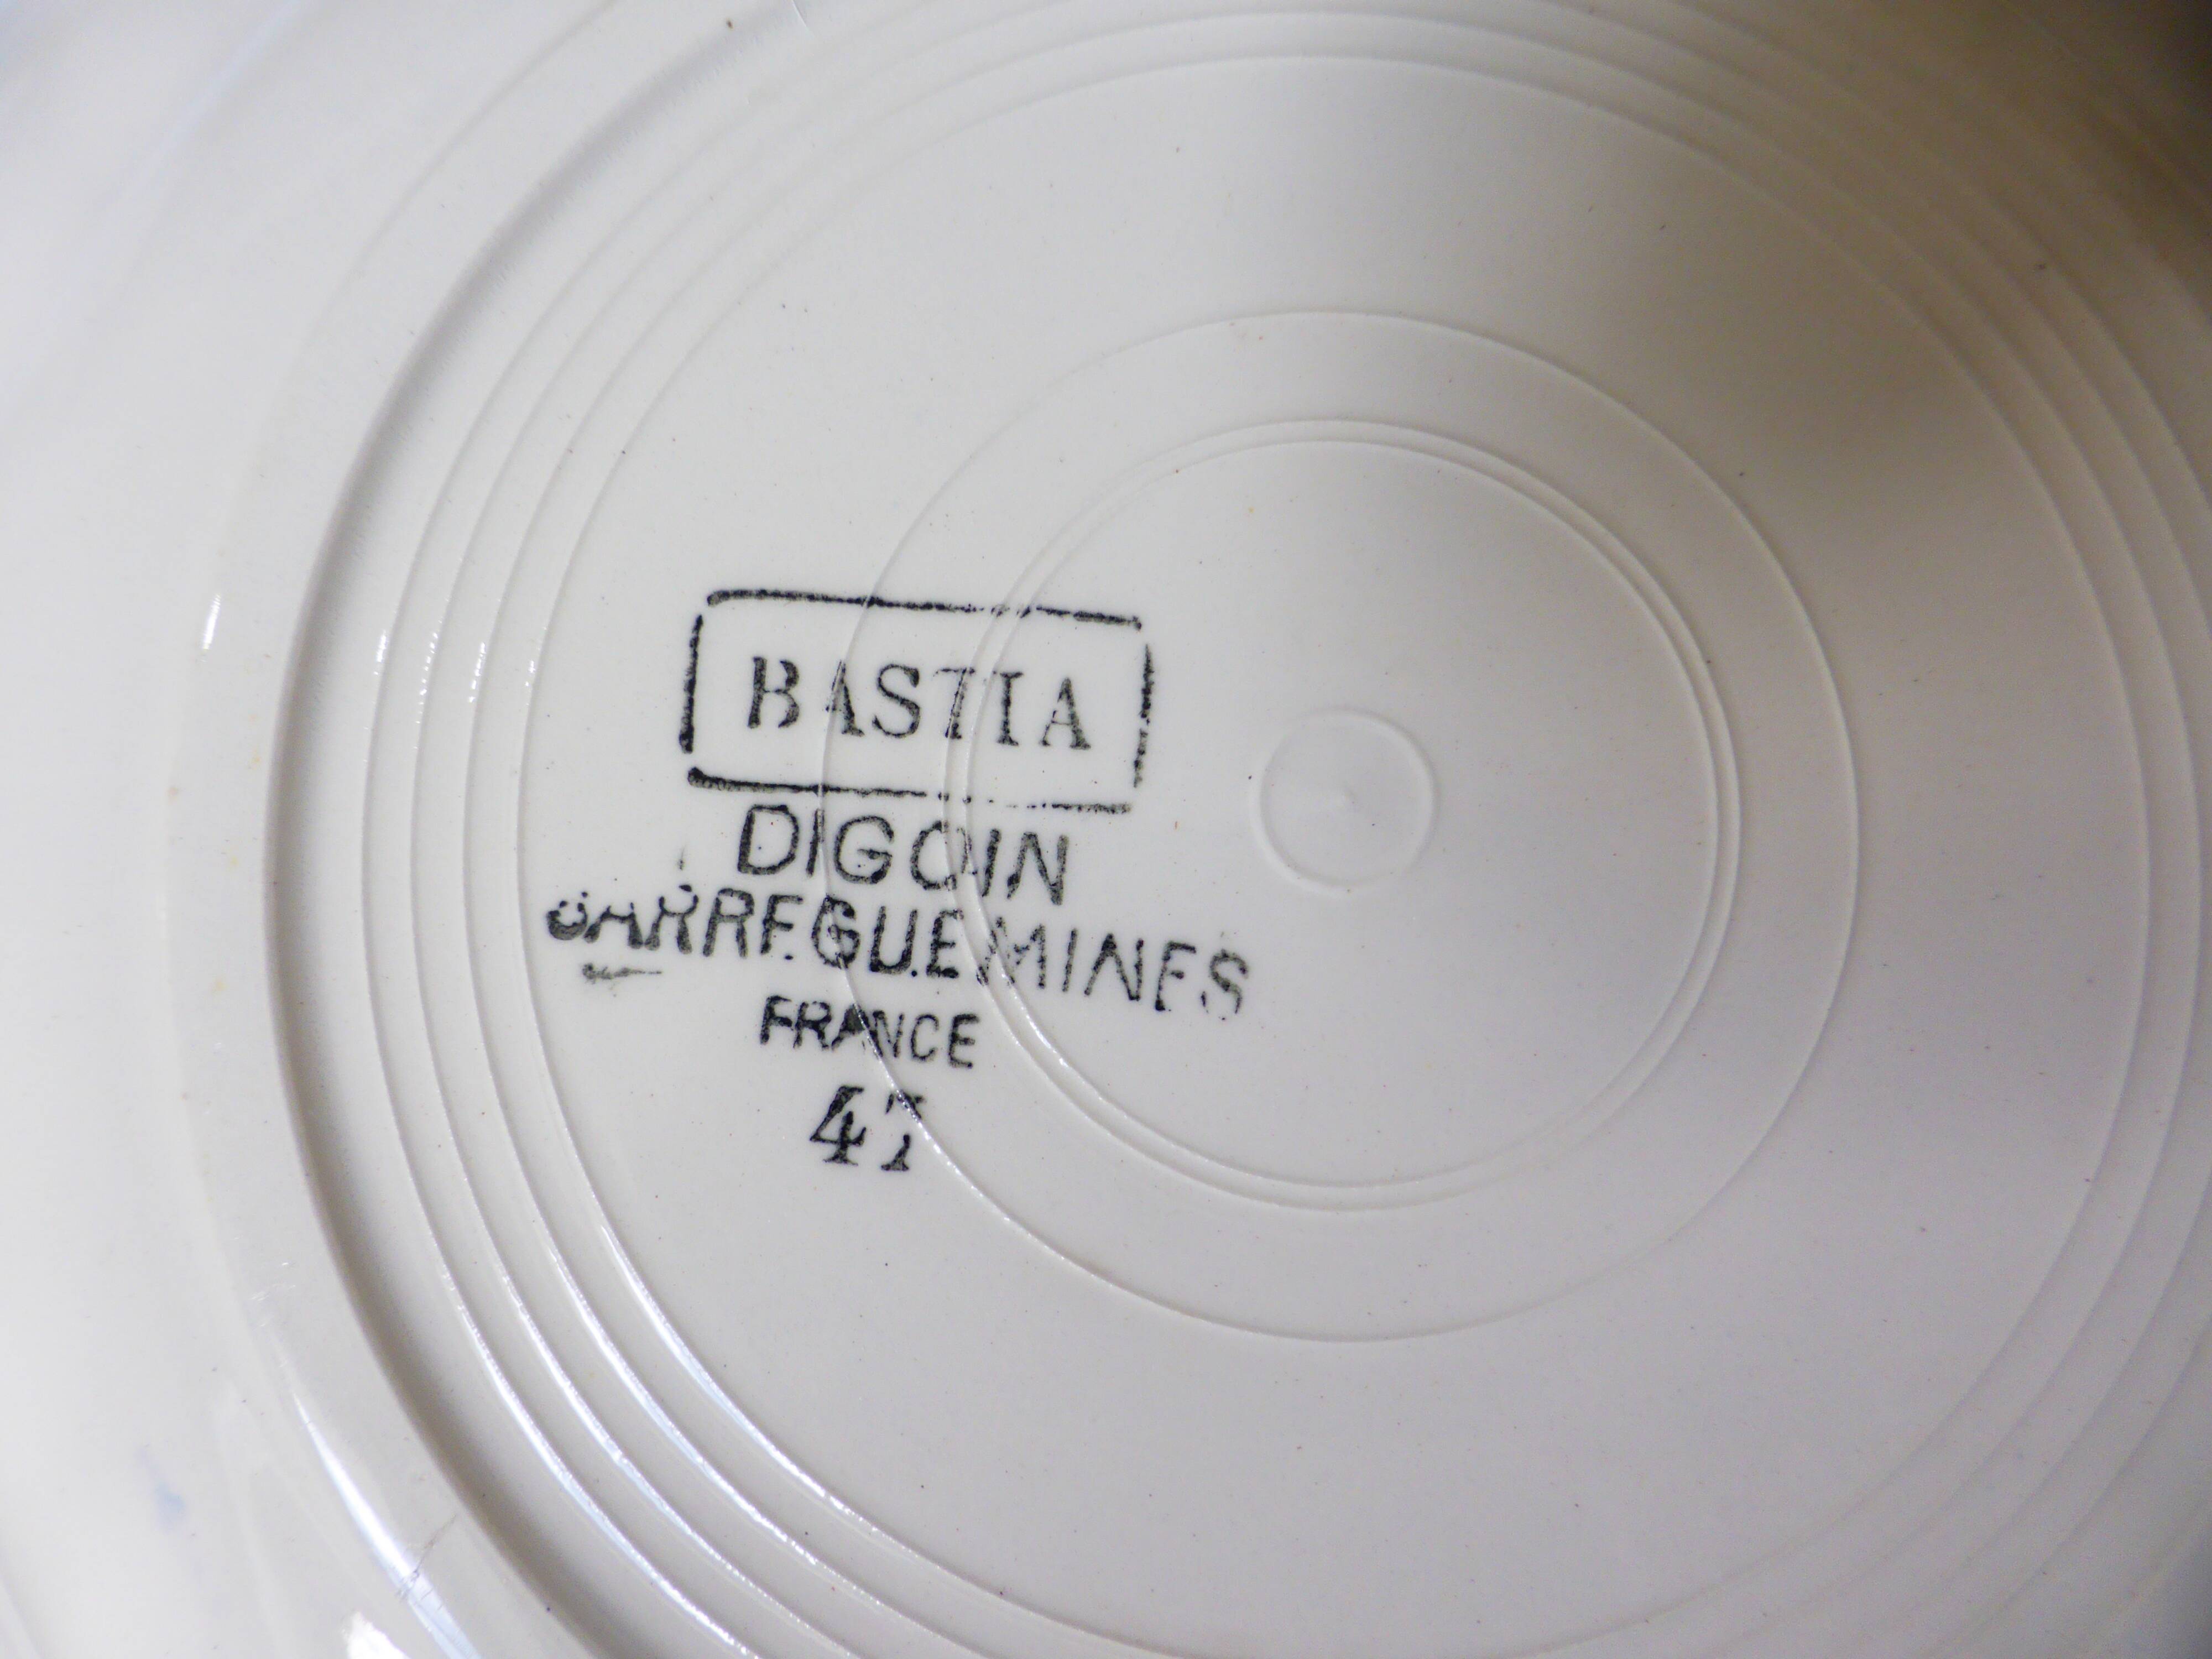 BASTIA
DIGOIN
SARREGUEMINES
FRANCE
47